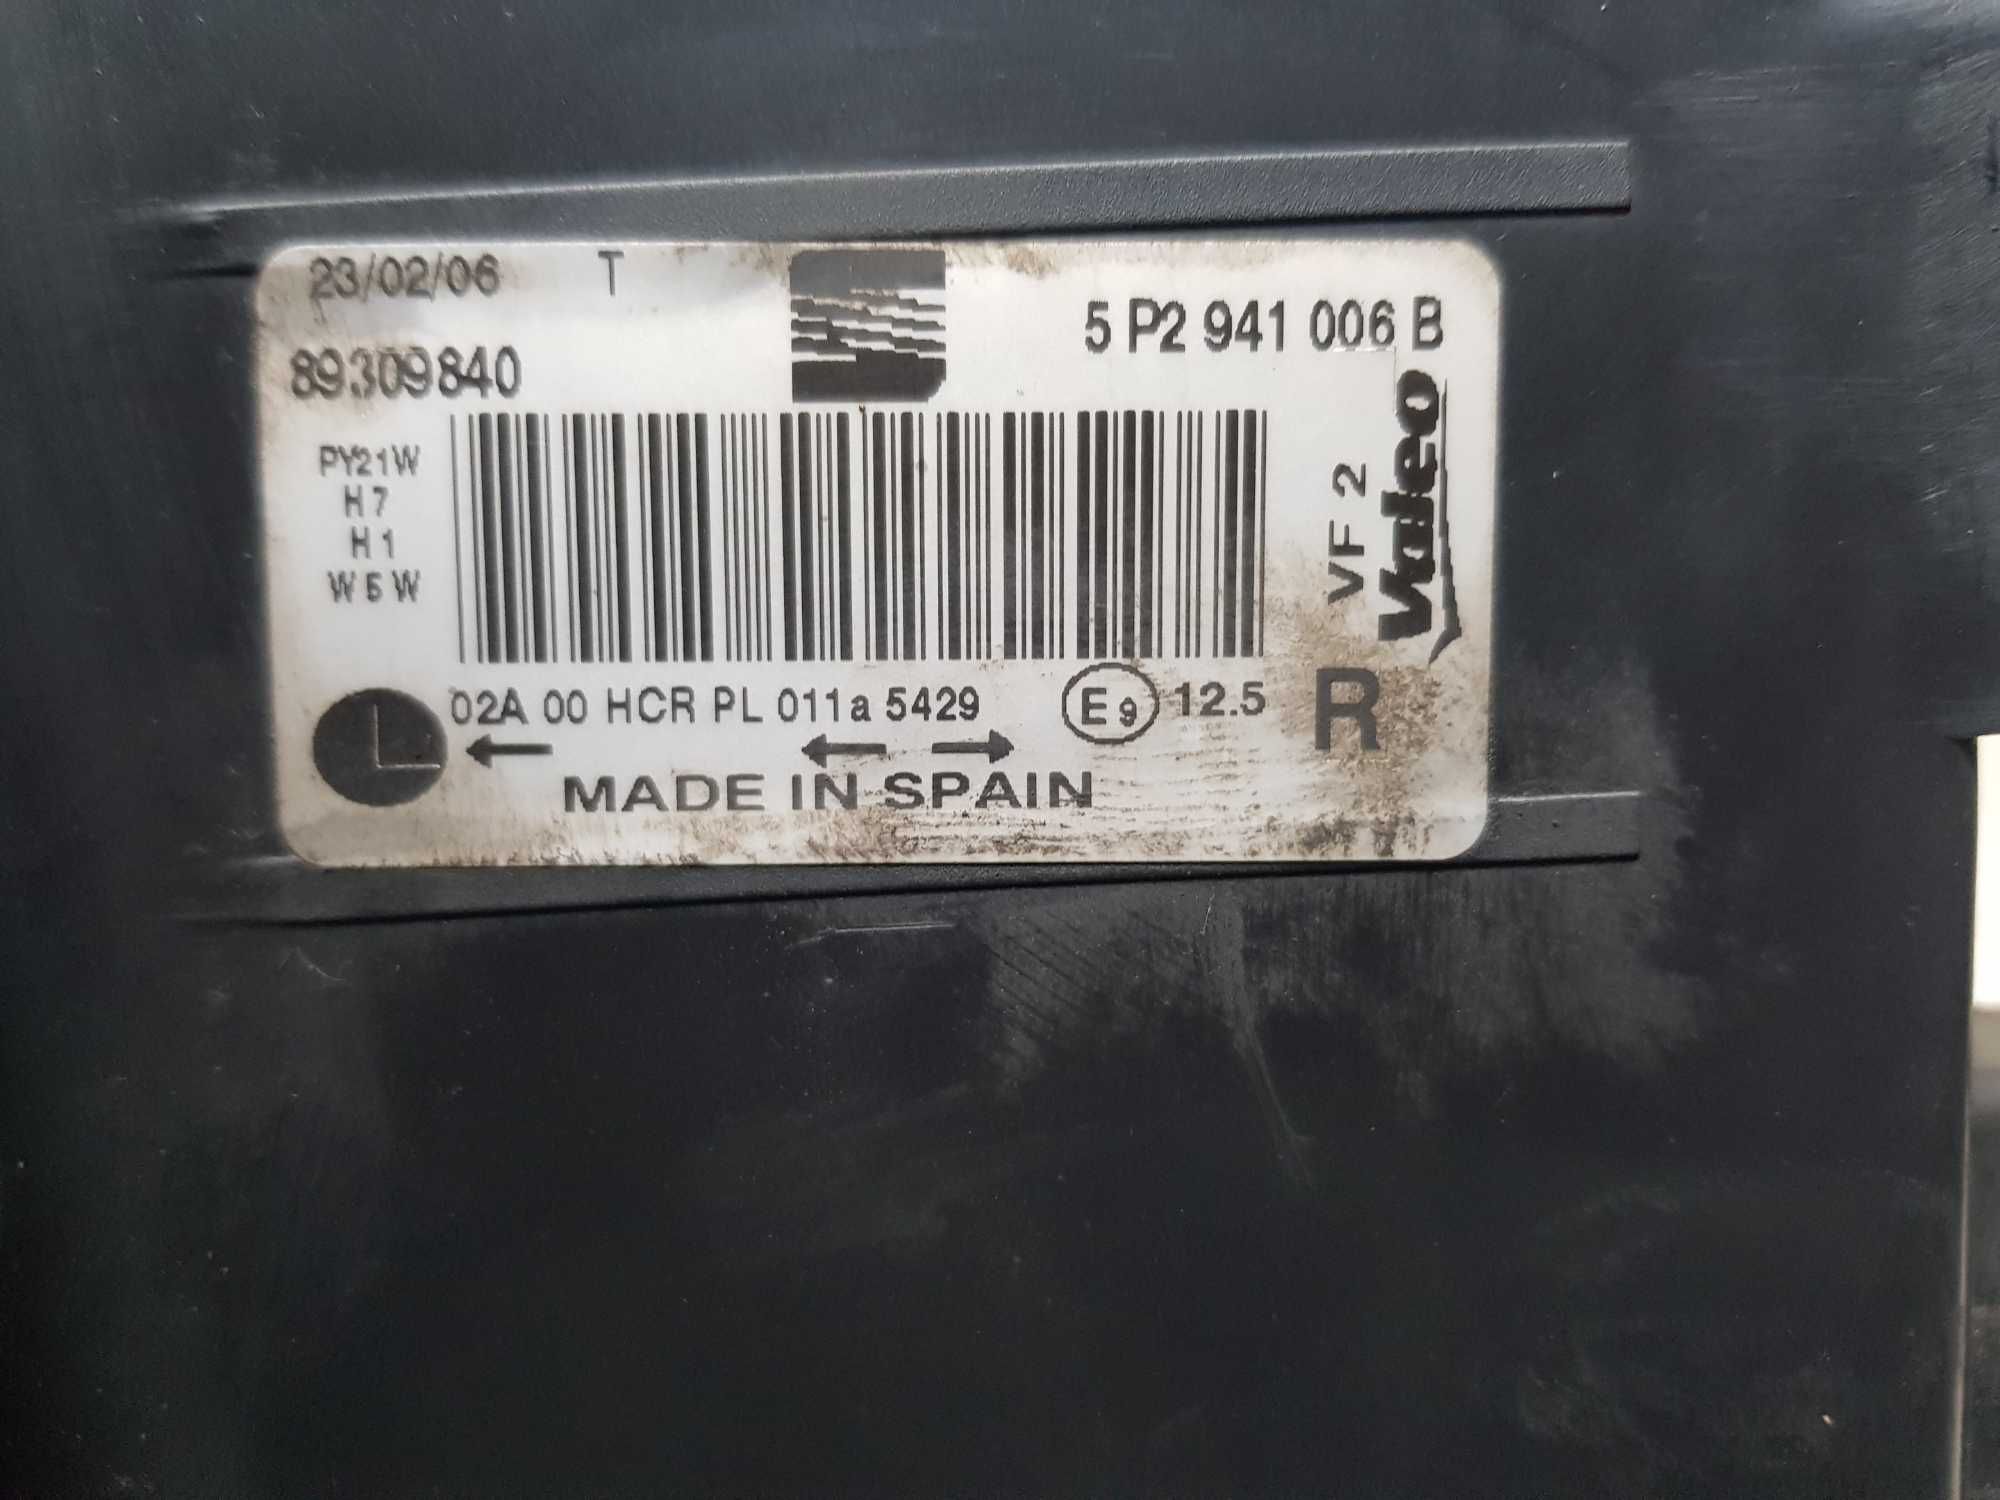 23/02/06 T
5 P2 941 006 B
89309840
PY21W
H7
H1
W5W
VF 2
Valeo
02A 00 HCR PL 011a 5429
E9 12.5
R
MADE IN SPAIN